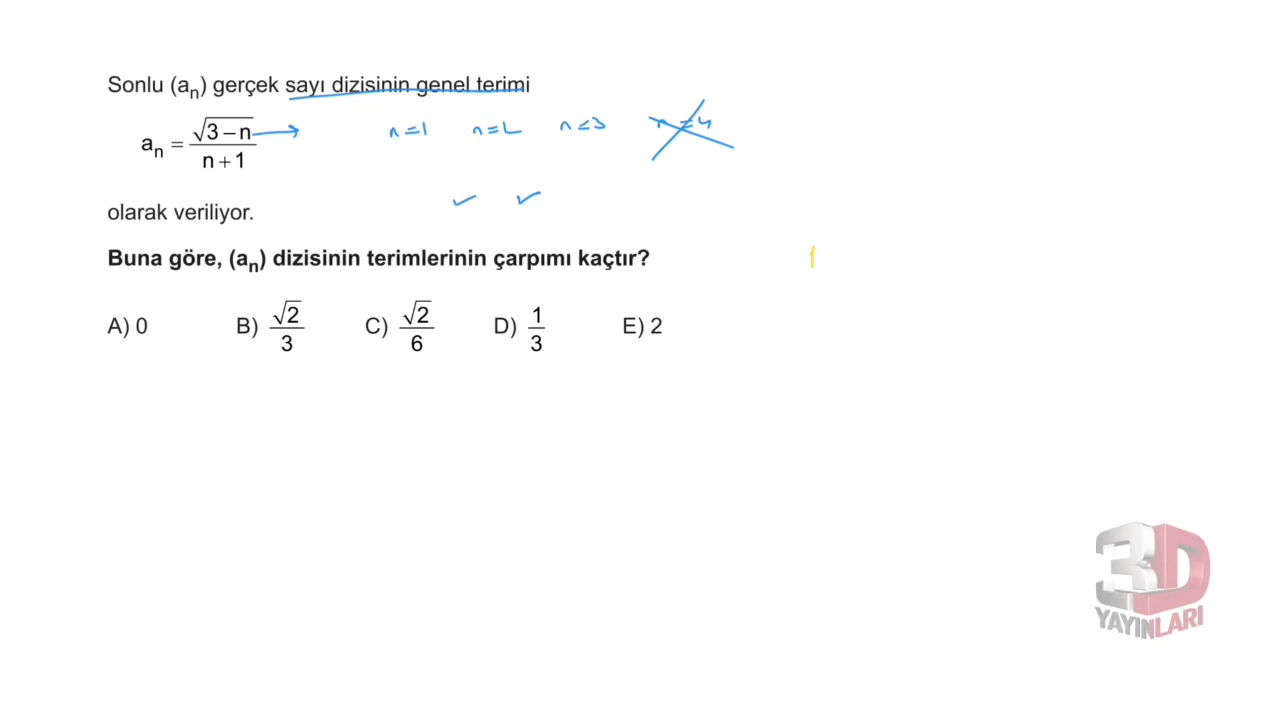 Sonlu (aₙ) gerçek sayı dizisinin genel terimi
aₙ = √(3 – n) / (n + 1)
n=1 n=2 n=3 n=4
olarak veriliyor.
Buna göre, (aₙ) dizisinin terimlerinin çarpımı kaçtır?
A) 0 B) √2/3 C) √2/6 D) 1/3 E) 2
3D
YAYINLARI